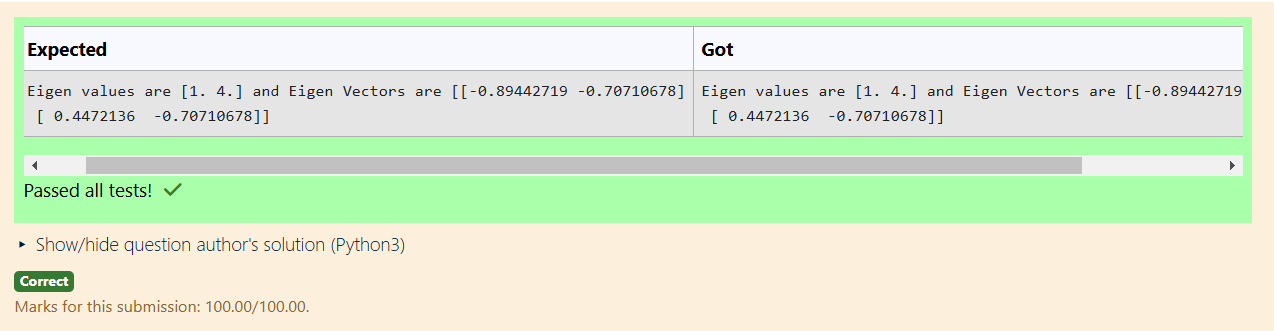 Expected Got
Eigen values are [1. 4.] and Eigen Vectors are [[-0.89442719 -0.70710678] Eigen values are [1. 4.] and Eigen Vectors are [[-0.89442719
[ 0.4472136  -0.70710678]] [ 0.4472136  -0.70710678]]
Passed all tests!
Show/hide question author's solution (Python3)
Correct
Marks for this submission: 100.00/100.00.